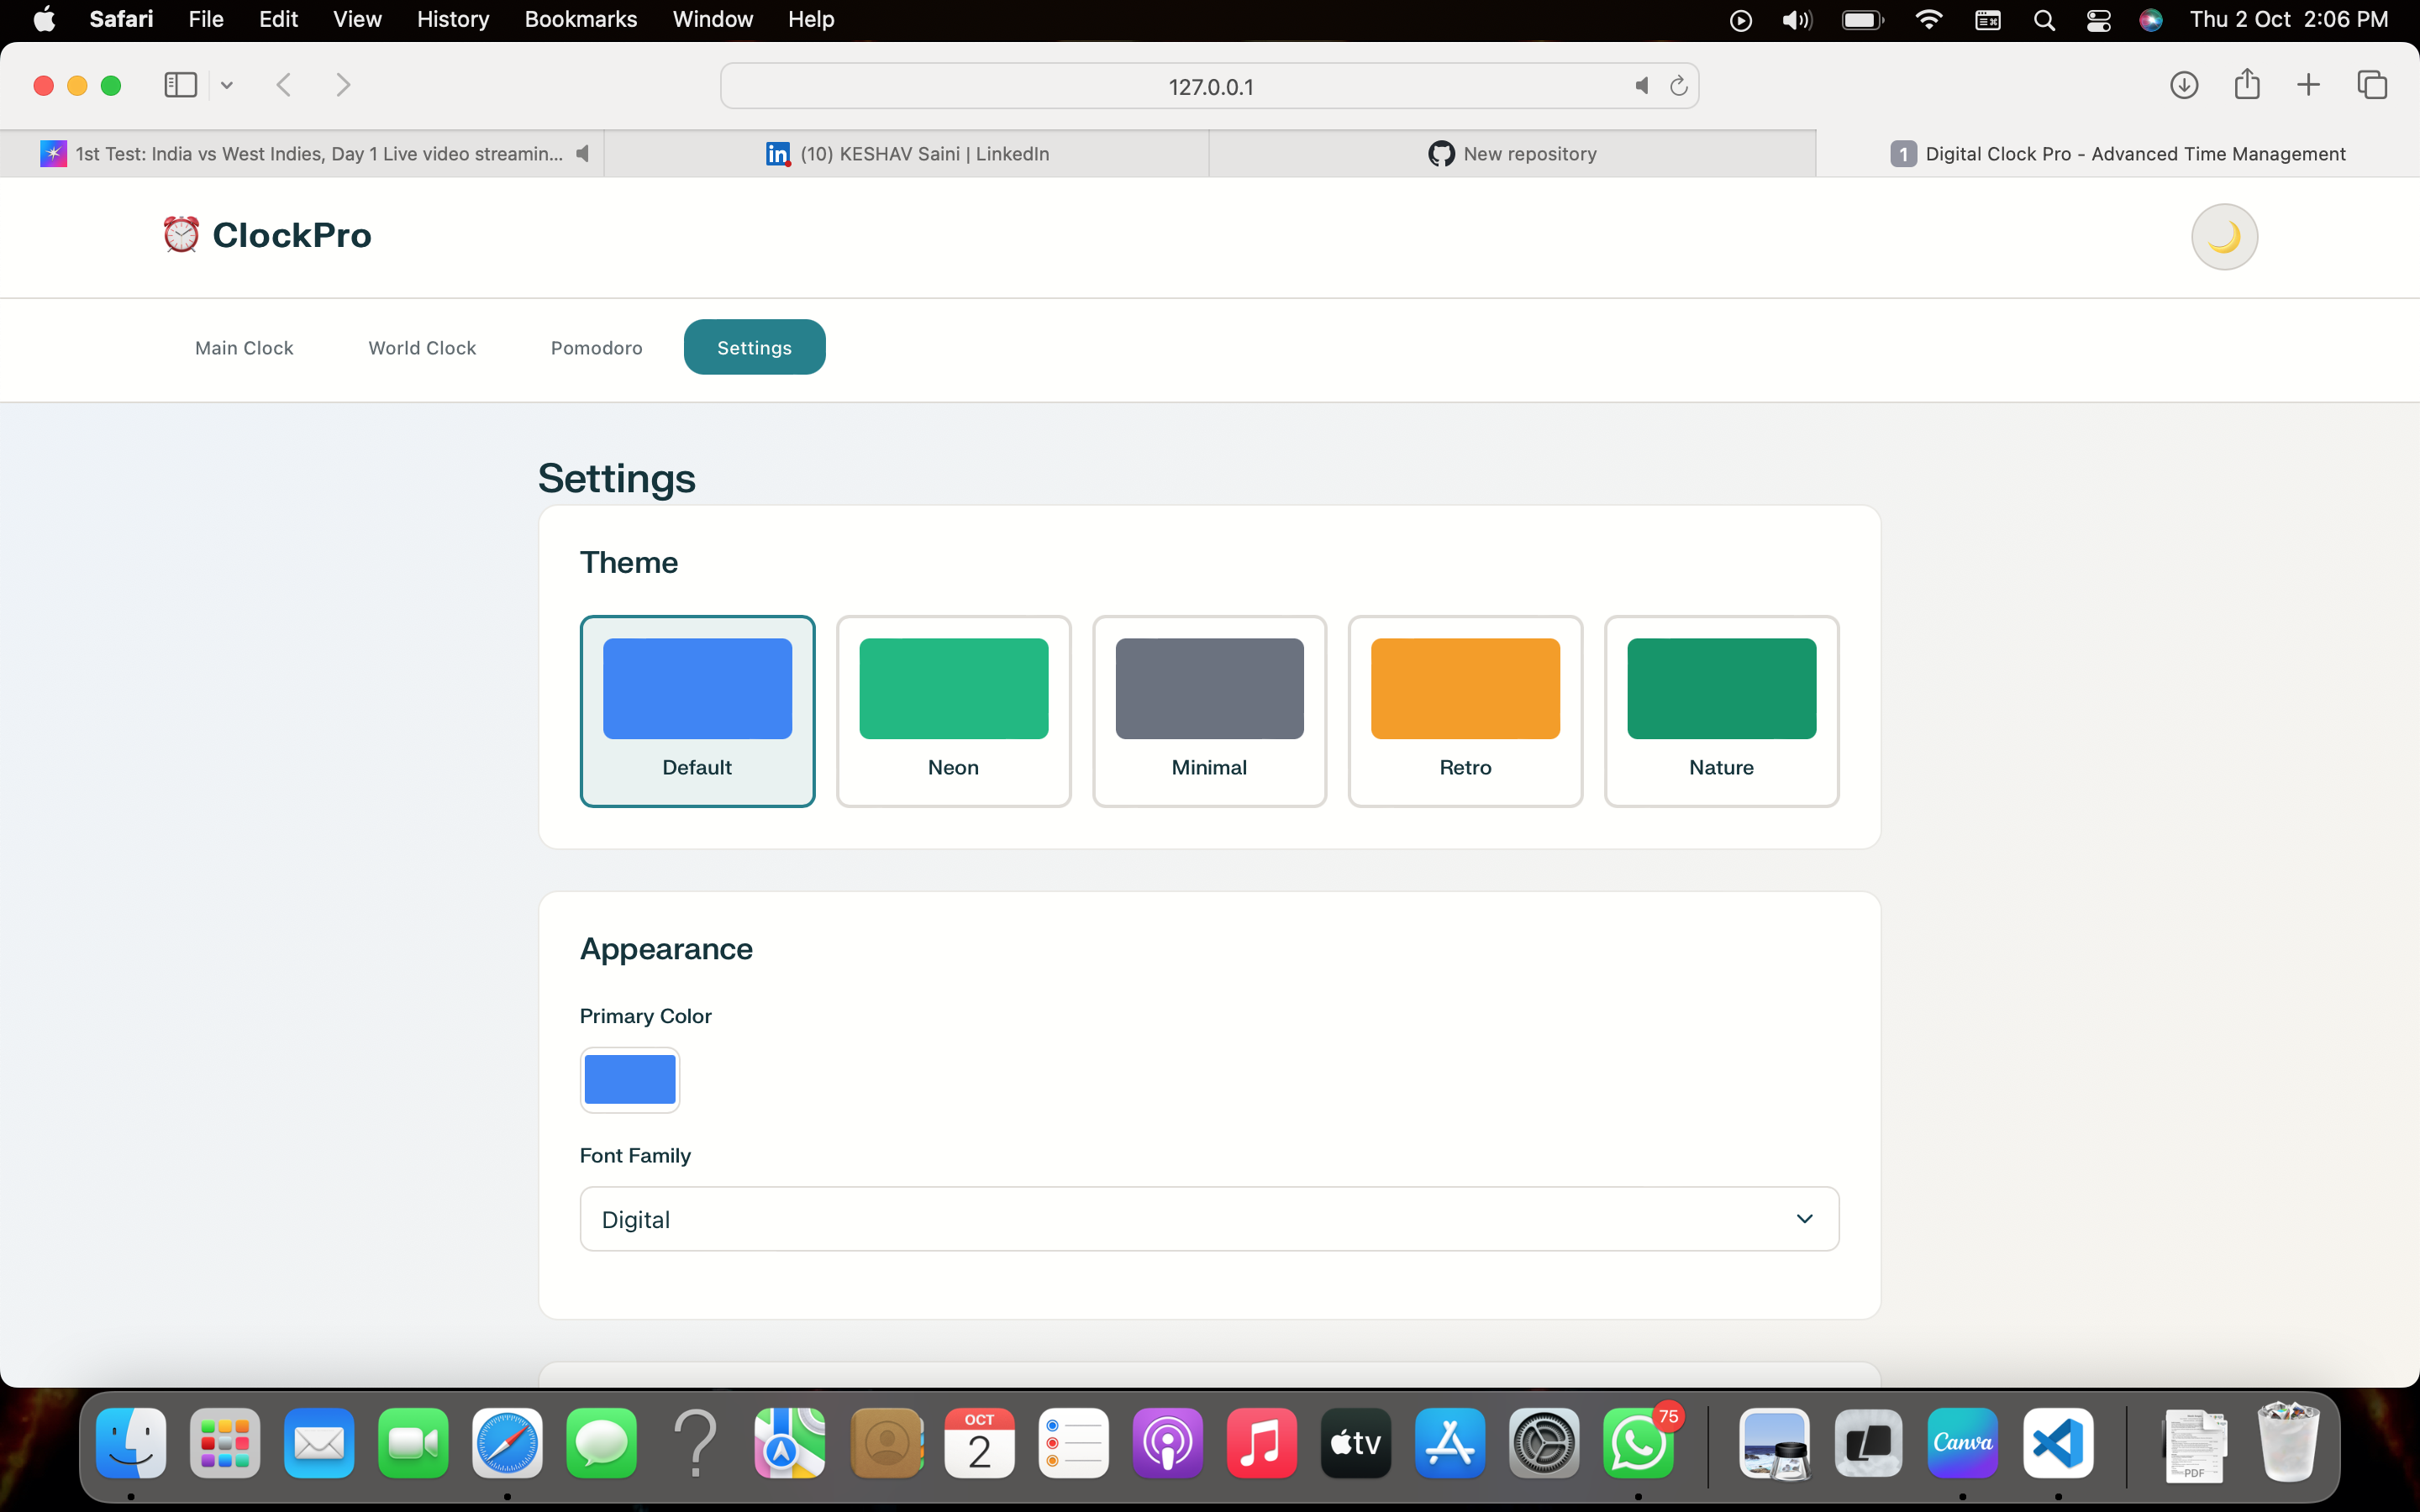 Safari File Edit View History Bookmarks Window Help Thu 2 Oct 2:06 PM
127.0.0.1
1st Test: India vs West Indies, Day 1 Live video streamin... (10) KESHAV Saini | LinkedIn New repository 1 Digital Clock Pro - Advanced Time Management
ClockPro
Main Clock World Clock Pomodoro Settings
Settings
Theme
Default Neon Minimal Retro Nature
Appearance
Primary Color
Font Family
Digital
OCT
2
tv
75
Canva
PDF